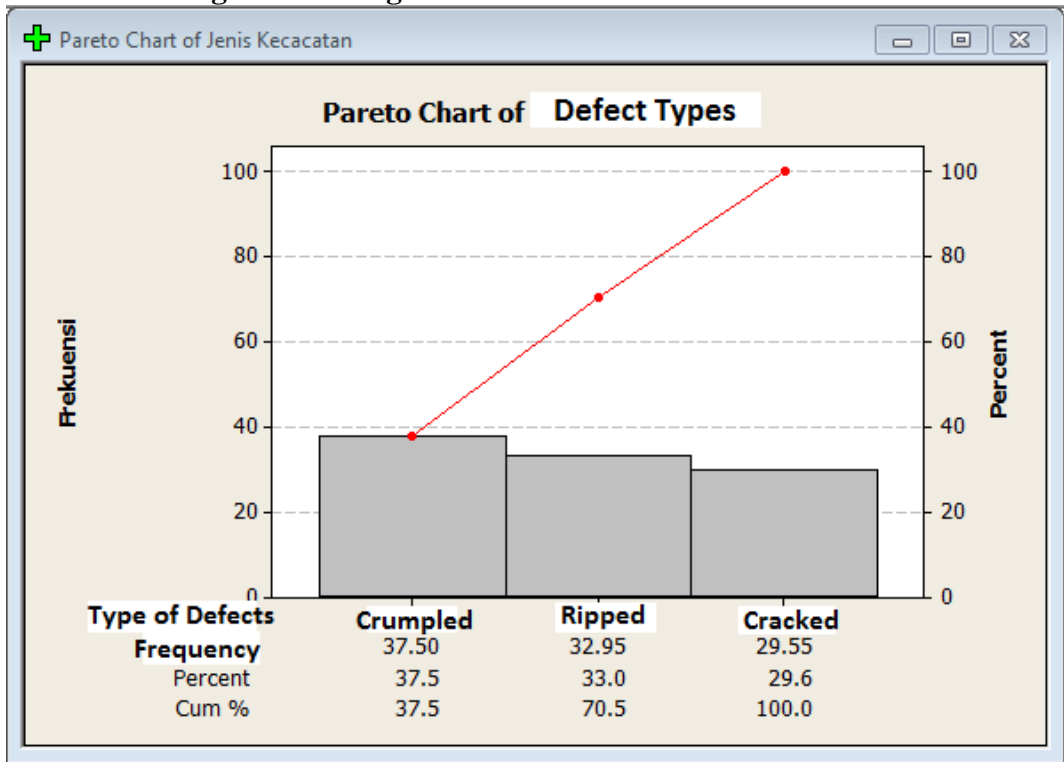 Pareto Chart of Jenis Kecacatan
Pareto Chart of Defect Types
100 100
80 80
60 60
Frekuensi Percent
40 40
20 20
0 0
Type of Defects Crumpled Ripped Cracked
Frequency 37.50 32.95 29.55
Percent 37.5 33.0 29.6
Cum % 37.5 70.5 100.0